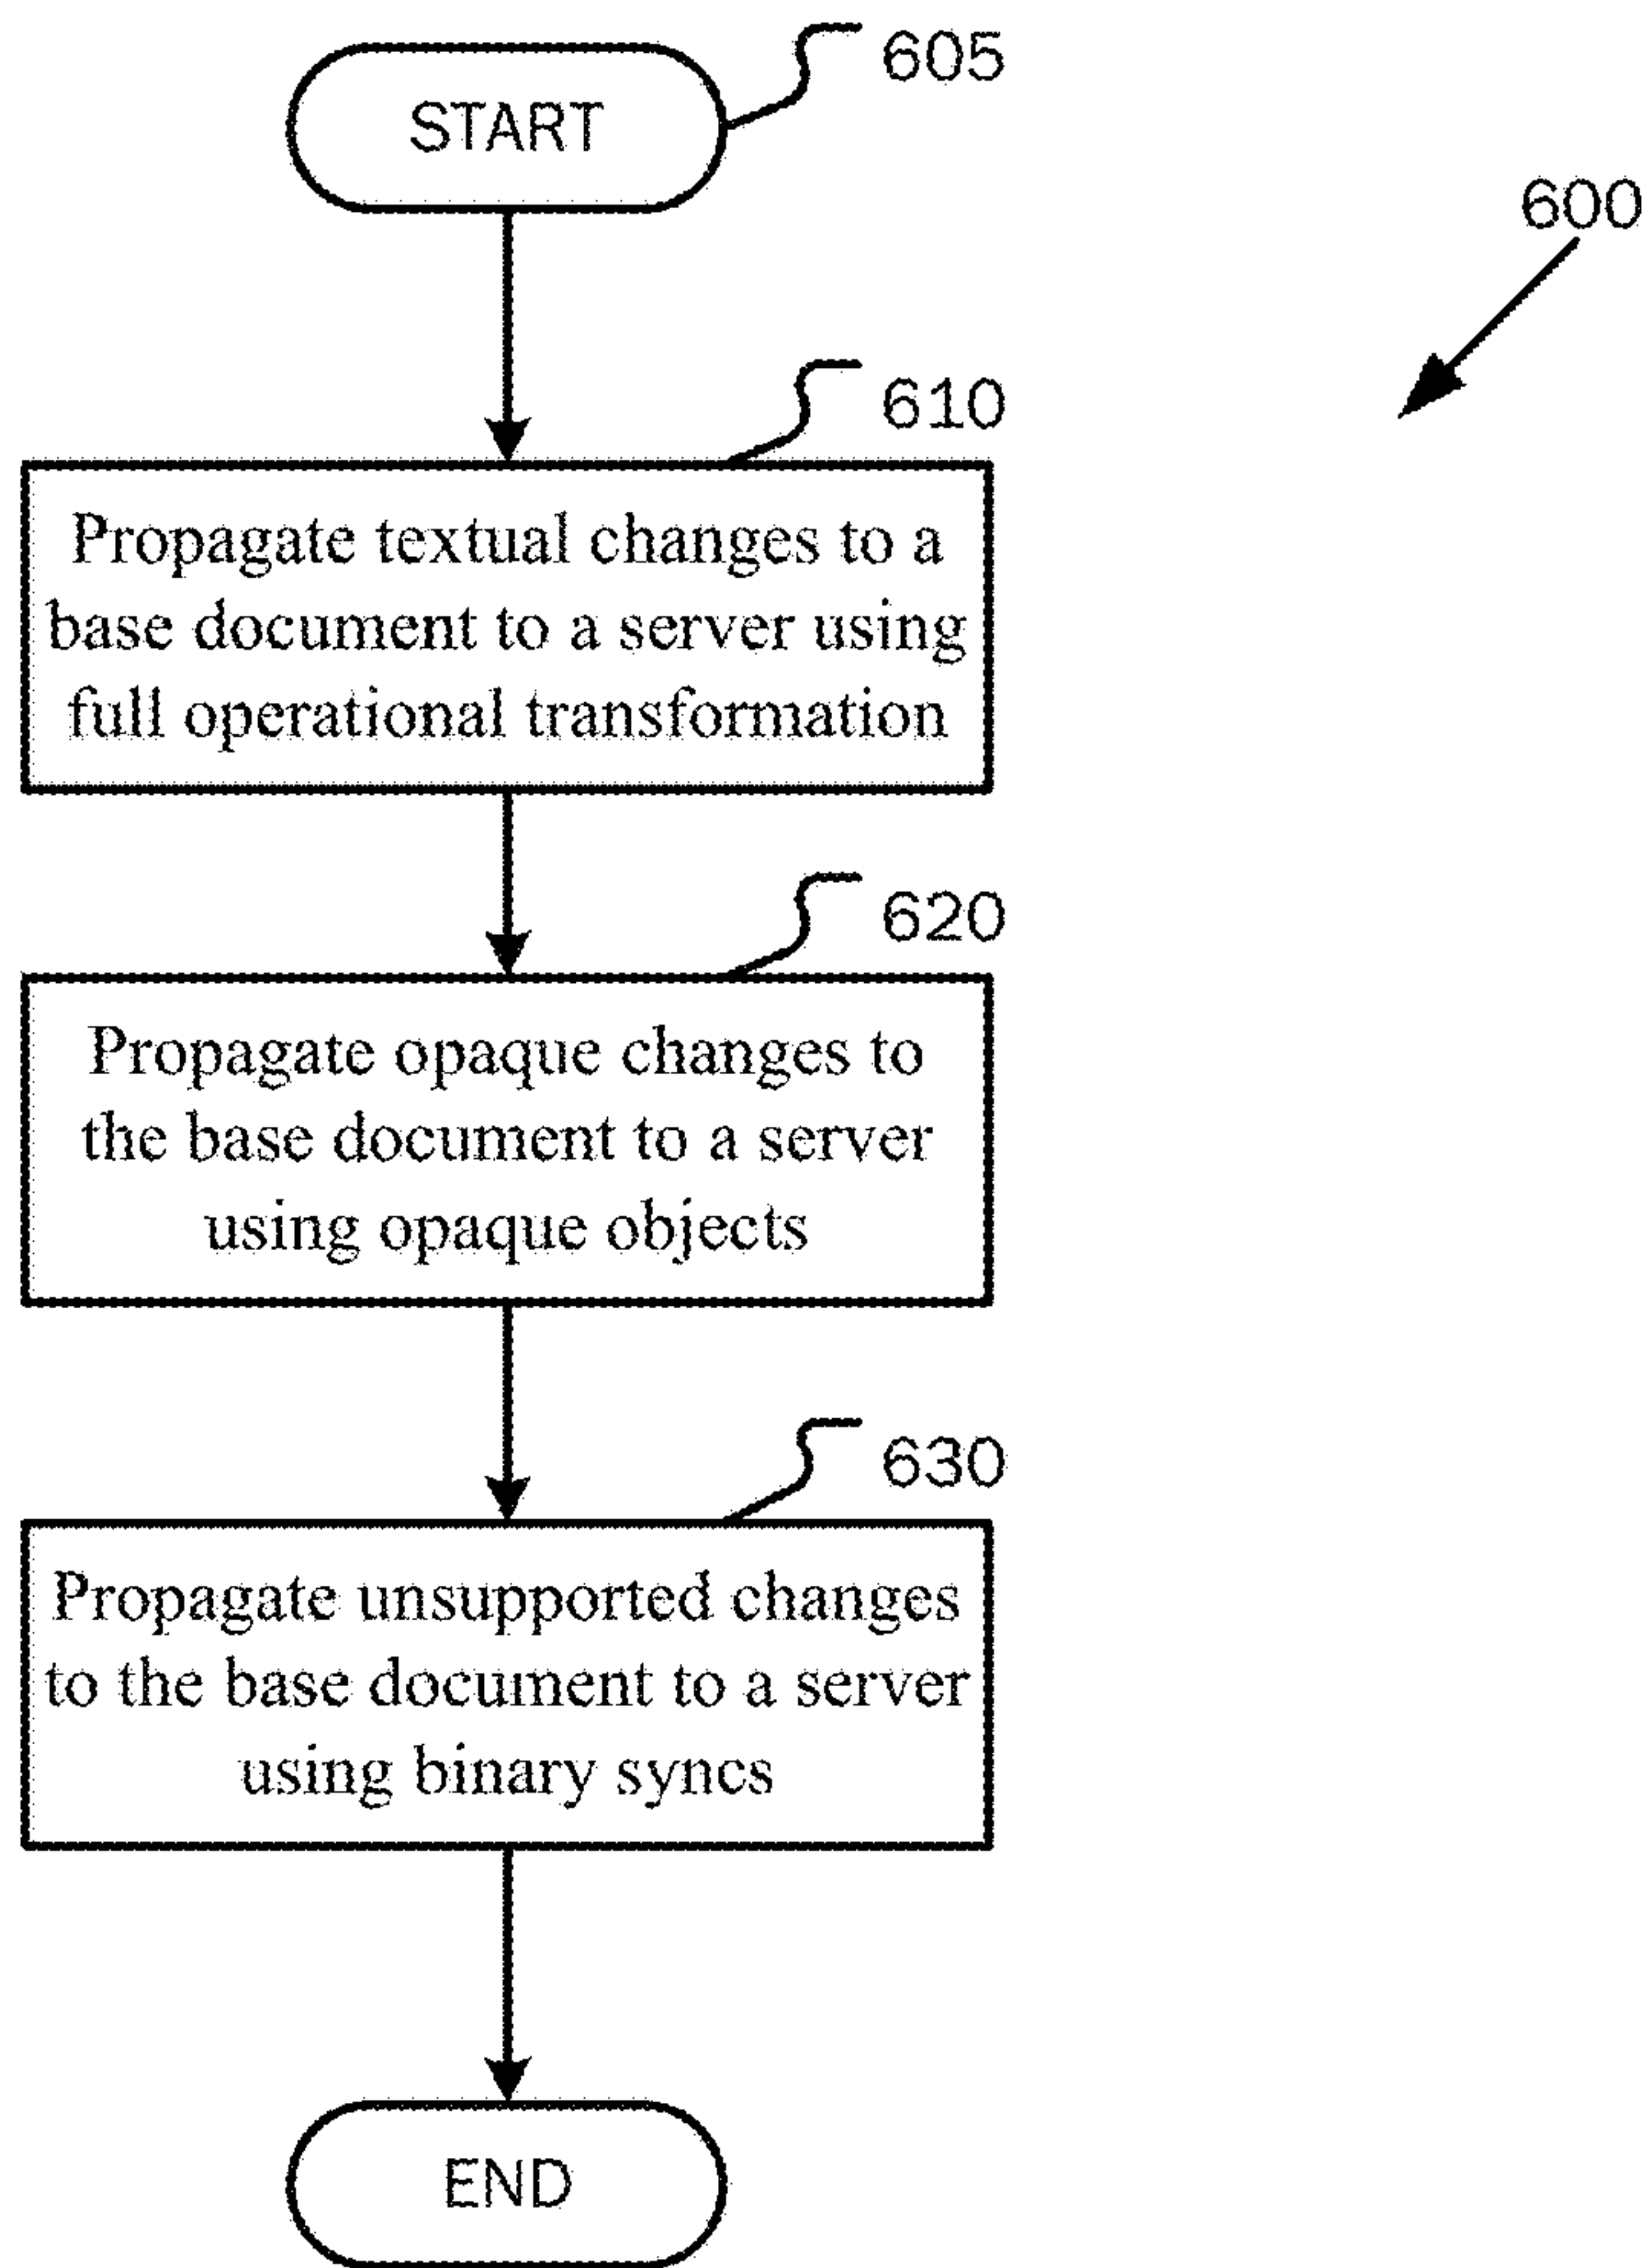 605
START
600
610
Propagate textual changes to a
base document to a server using
full operational transformation
620
Propagate opaque changes to
the base document to a server
using opaque objects
630
Propagate unsupported changes
to the base document to a server
using binary syncs
END